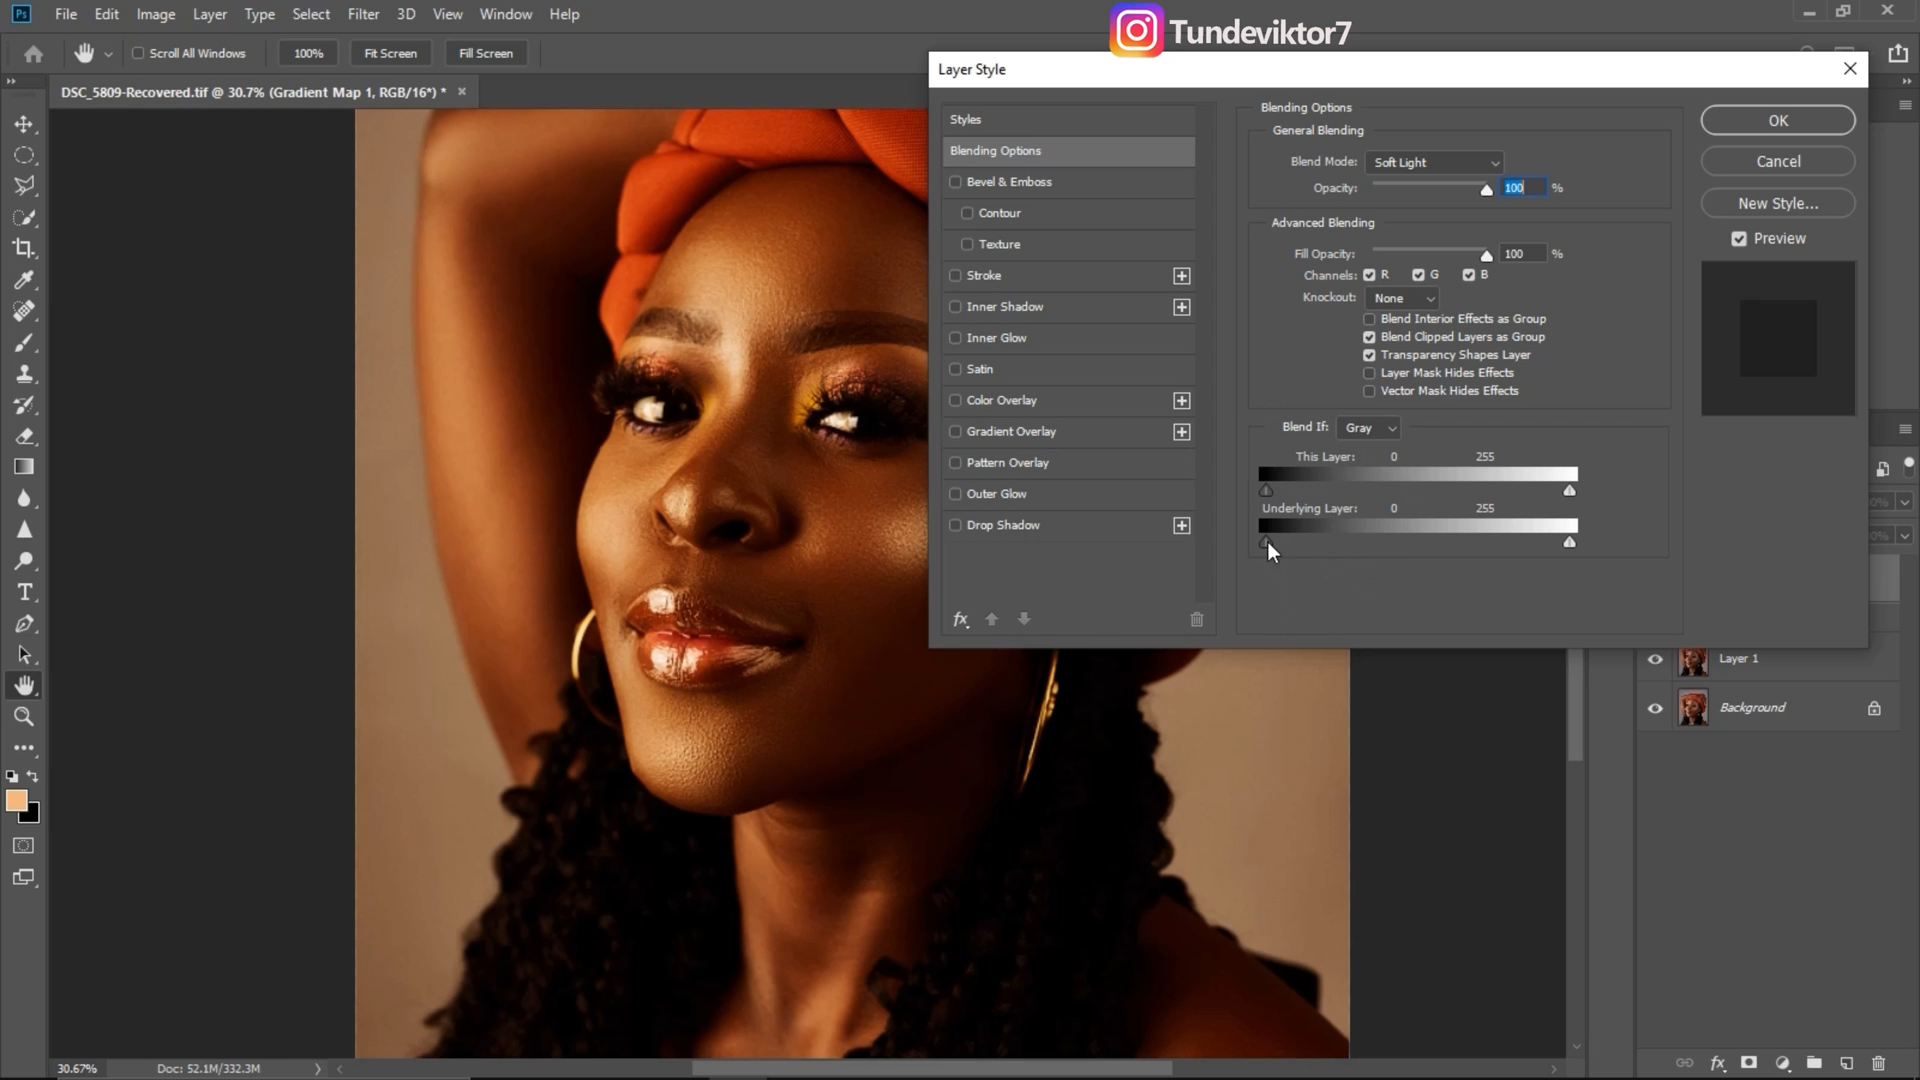 Ps File Edit Image Layer Type Select Filter 3D View Window Help
Tundeviktor7
Scroll All Windows 100% Fit Screen Fill Screen
DSC_5809-Recovered.tif @ 30.7% (Gradient Map 1, RGB/16*) *
Layer Style
Styles
Blending Options
Bevel & Emboss
Contour
Texture
Stroke
Inner Shadow
Inner Glow
Satin
Color Overlay
Gradient Overlay
Pattern Overlay
Outer Glow
Drop Shadow
fx
Blending Options
General Blending
Blend Mode: Soft Light
Opacity: 100 %
Advanced Blending
Fill Opacity: 100 %
Channels: R G B
Knockout: None
Blend Interior Effects as Group
Blend Clipped Layers as Group
Transparency Shapes Layer
Layer Mask Hides Effects
Vector Mask Hides Effects
Blend If: Gray
This Layer: 0 255
Underlying Layer: 0 255
OK
Cancel
New Style...
Preview
Layer 1
Background
30.67% Doc: 52.1M/332.3M
fx